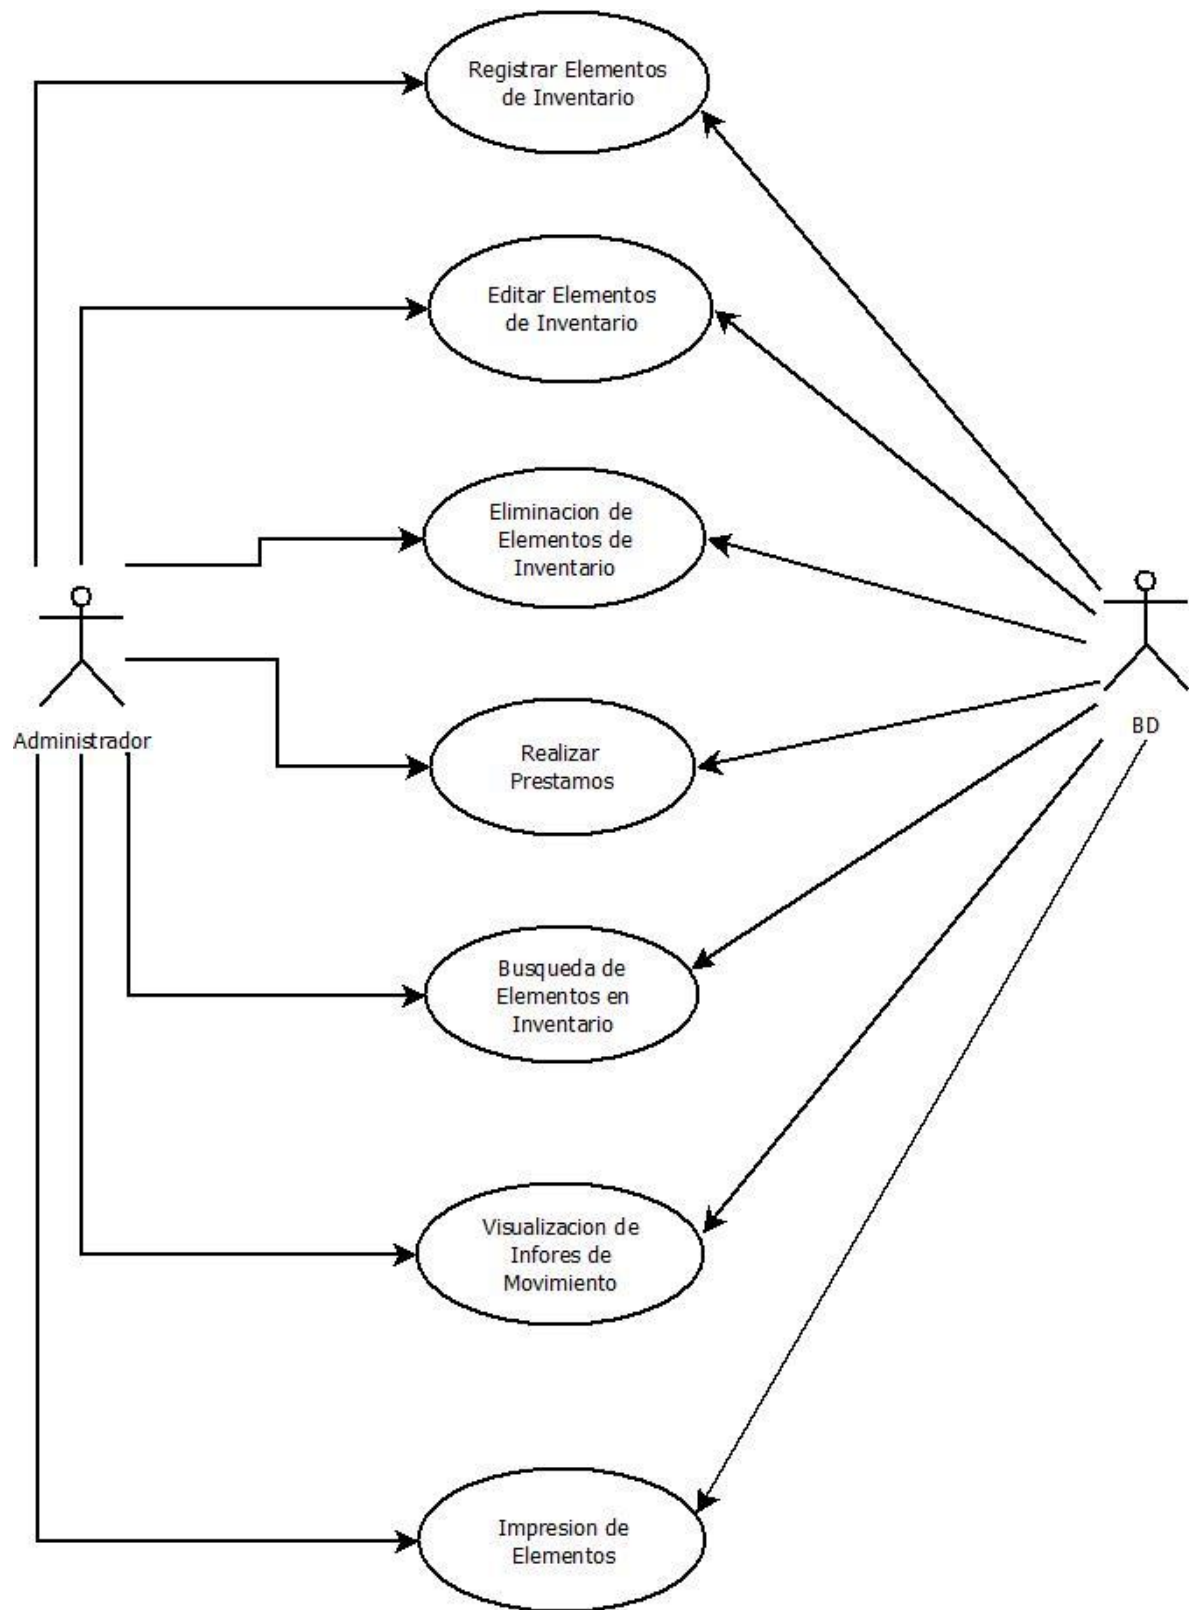 Registrar Elementos
de Inventario
Editar Elementos
de Inventario
Eliminacion de
Elementos de
Inventario
Administrador
BD
Realizar
Prestamos
Busqueda de
Elementos en
Inventario
Visualizacion de
Infores de
Movimiento
Impresion de
Elementos